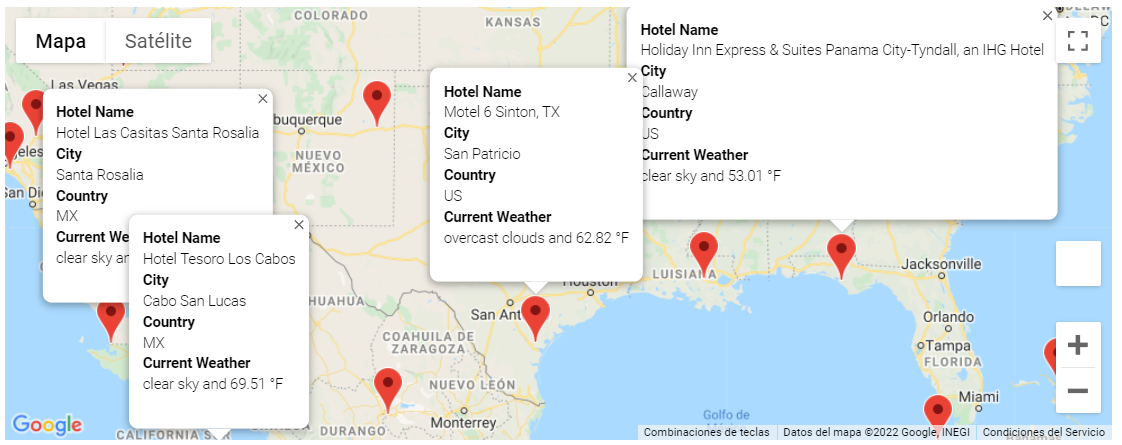 Mapa
Satélite
COLORADO
KANSAS
Las Vegas
buquerque
NUEVO
MÉXICO
San Di
Hotel Name
Hotel Las Casitas Santa Rosalia
City
Santa Rosalia
Country
MX
Current We
clear sky an
Hotel Name
Hotel Tesoro Los Cabos
City
Cabo San Lucas
Country
MX
Current Weather
clear sky and 69.51 °F
Hotel Name
Motel 6 Sinton, TX
City
San Patricio
Country
US
Current Weather
overcast clouds and 62.82 °F
Hotel Name
Holiday Inn Express & Suites Panama City-Tyndall, an IHG Hotel
City
Callaway
Country
US
Current Weather
clear sky and 53.01 °F
LUISIANA
Houston
San Ant
HUAHUA
COAHUILA DE
ZARAGOZA
NUEVO LEÓN
Monterrey
DURANGO
CALIFORNIA SUR
Jacksonville
Orlando
Tampa
FLORIDA
Miami
Golfo de
Google
Combinaciones de teclas
Datos del mapa ©2022 Google, INEGI
Condiciones del Servicio